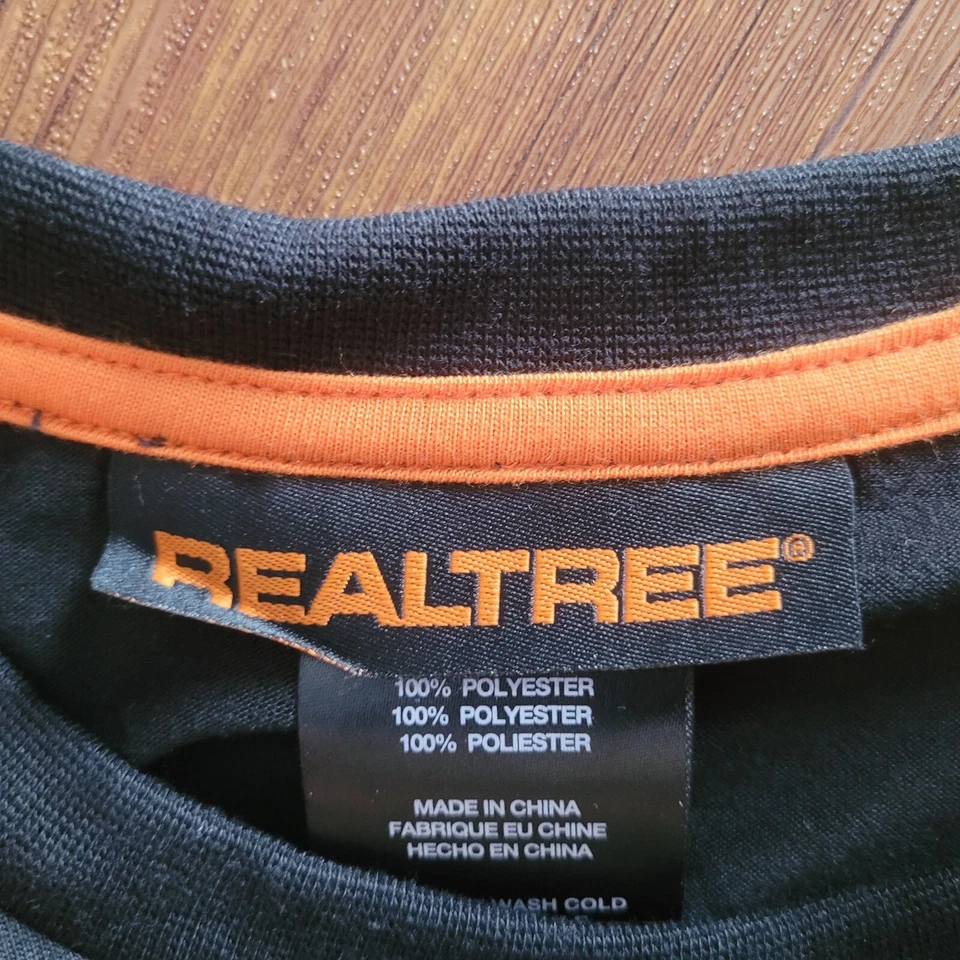 REALTREE®
100% POLYESTER
100% POLYESTER
100% POLIESTER
MADE IN CHINA
FABRIQUE EU CHINE
HECHO EN CHINA
WASH COLD